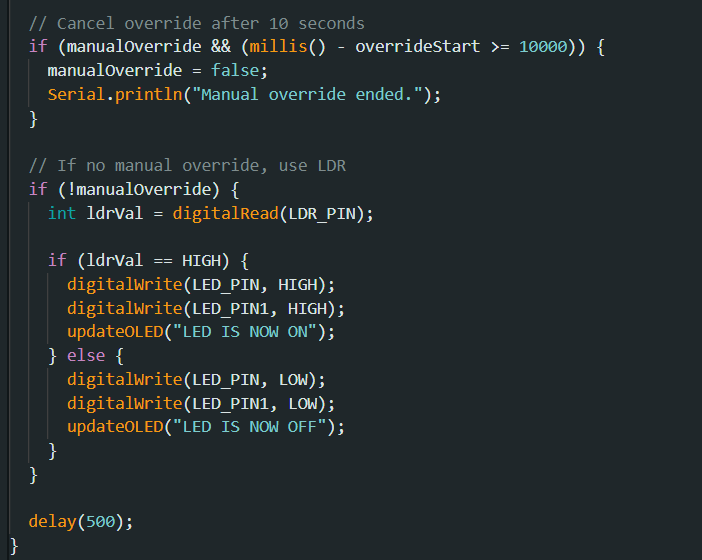 // Cancel override after 10 seconds
if (manualOverride && (millis() - overrideStart >= 10000)) {
manualOverride = false;
Serial.println("Manual override ended.");
}
// If no manual override, use LDR
if (!manualOverride) {
int ldrVal = digitalRead(LDR_PIN);
if (ldrVal == HIGH) {
digitalWrite(LED_PIN, HIGH);
digitalWrite(LED_PIN1, HIGH);
updateOLED("LED IS NOW ON");
} else {
digitalWrite(LED_PIN, LOW);
digitalWrite(LED_PIN1, LOW);
updateOLED("LED IS NOW OFF");
}
}
delay(500);
}